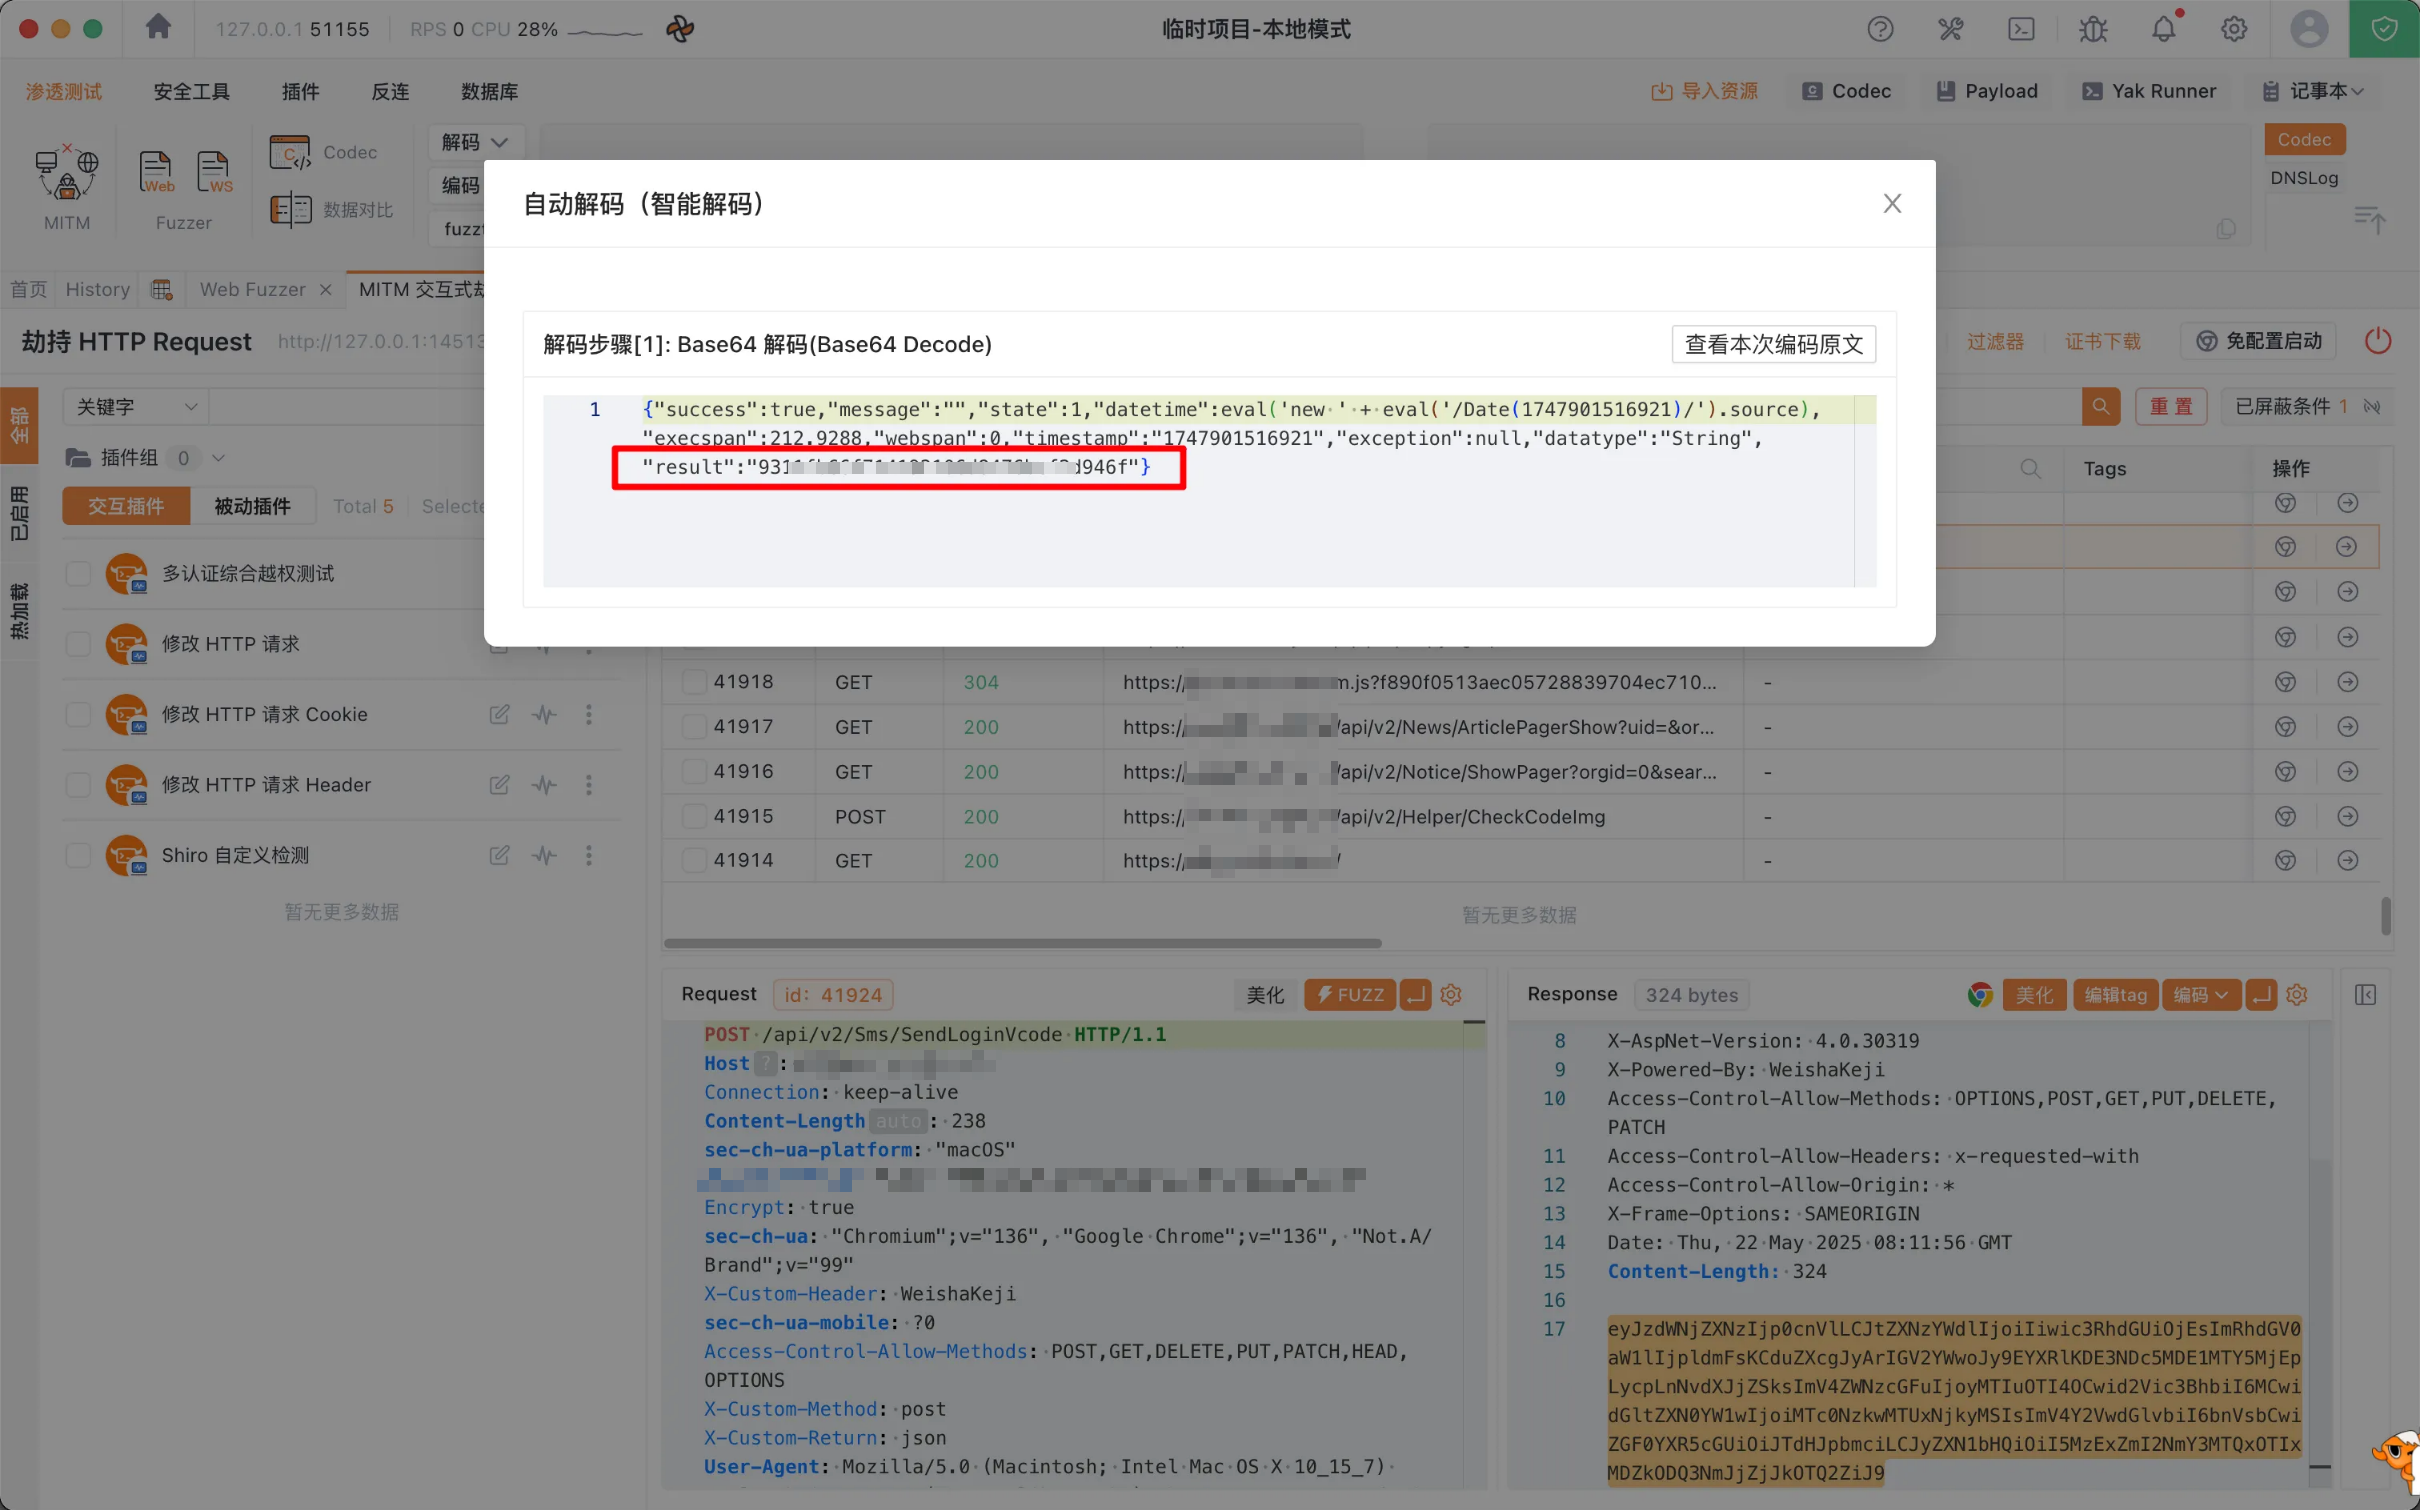 127.0.0.1 51155
RPS 0 CPU 28%
临时项目-本地模式
渗透测试
安全工具
插件
反连
数据库
导入资源
Codec
Payload
Yak Runner
记事本
MITM
Web
WS
Fuzzer
Codec
数据对比
解码
编码
Codec
DNSLog
首页
History
Web Fuzzer
MITM 交互式
劫持 HTTP Request
http://127.0.0.1:14513
过滤器
证书下载
免配置启动
全部
已启用
热加载
关键字
重 置
已屏蔽条件 1
插件组 0
交互插件
被动插件
Total 5
多认证综合越权测试
修改 HTTP 请求
修改 HTTP 请求 Cookie
修改 HTTP 请求 Header
Shiro 自定义检测
暂无更多数据
自动解码（智能解码）
解码步骤[1]: Base64 解码(Base64 Decode)
查看本次编码原文
1 {"success":true,"message":"","state":1,"datetime":eval('new ' + eval('/Date(1747901516921)/').source),
"execspan":212.9288,"webspan":0,"timestamp":"1747901516921","exception":null,"datatype":"String",
"result":"931 d946f"}
Tags
操作
41918 GET 304 https:// m.js?f890f0513aec05728839704ec710... -
41917 GET 200 https:// /api/v2/News/ArticlePagerShow?uid=&or... -
41916 GET 200 https:// /api/v2/Notice/ShowPager?orgid=0&sear... -
41915 POST 200 https:// /api/v2/Helper/CheckCodeImg -
41914 GET 200 https:// / -
暂无更多数据
Request id: 41924
美化
FUZZ
POST /api/v2/Sms/SendLoginVcode HTTP/1.1
Host ? :
Connection: keep-alive
Content-Length auto : 238
sec-ch-ua-platform: "macOS"
Encrypt: true
sec-ch-ua: "Chromium";v="136", "Google Chrome";v="136", "Not.A/
Brand";v="99"
X-Custom-Header: WeishaKeji
sec-ch-ua-mobile: ?0
Access-Control-Allow-Methods: POST,GET,DELETE,PUT,PATCH,HEAD,
OPTIONS
X-Custom-Method: post
X-Custom-Return: json
User-Agent: Mozilla/5.0 (Macintosh; Intel Mac OS X 10_15_7)
Response 324 bytes
美化
编辑tag
编码
8 X-AspNet-Version: 4.0.30319
9 X-Powered-By: WeishaKeji
10 Access-Control-Allow-Methods: OPTIONS,POST,GET,PUT,DELETE,
PATCH
11 Access-Control-Allow-Headers: x-requested-with
12 Access-Control-Allow-Origin: *
13 X-Frame-Options: SAMEORIGIN
14 Date: Thu, 22 May 2025 08:11:56 GMT
15 Content-Length: 324
16
17 eyJzdWNjZXNzIjp0cnVlLCJtZXNzYWdlIjoiIiwic3RhdGUiOjEsImRhdGV0
aW1lIjpldmFsKCduZXcgJyArIGV2YWwoJy9EYXRlKDE3NDc5MDE1MTY5MjEp
LycpLnNvdXJjZSksImV4ZWNzcGFuIjoyMTIuOTI4OCwid2Vic3BhbiI6MCwi
dGltZXN0YW1wIjoiMTc0NzkwMTUxNjkyMSIsImV4Y2VwdGlvbiI6bnVsbCwi
ZGF0YXR5cGUiOiJTdHJpbmciLCJyZXN1bHQiOiI5MzExZmI2NmY3MTQxOTIx
MDZkODQ3NmJjZjJkOTQ2ZiJ9